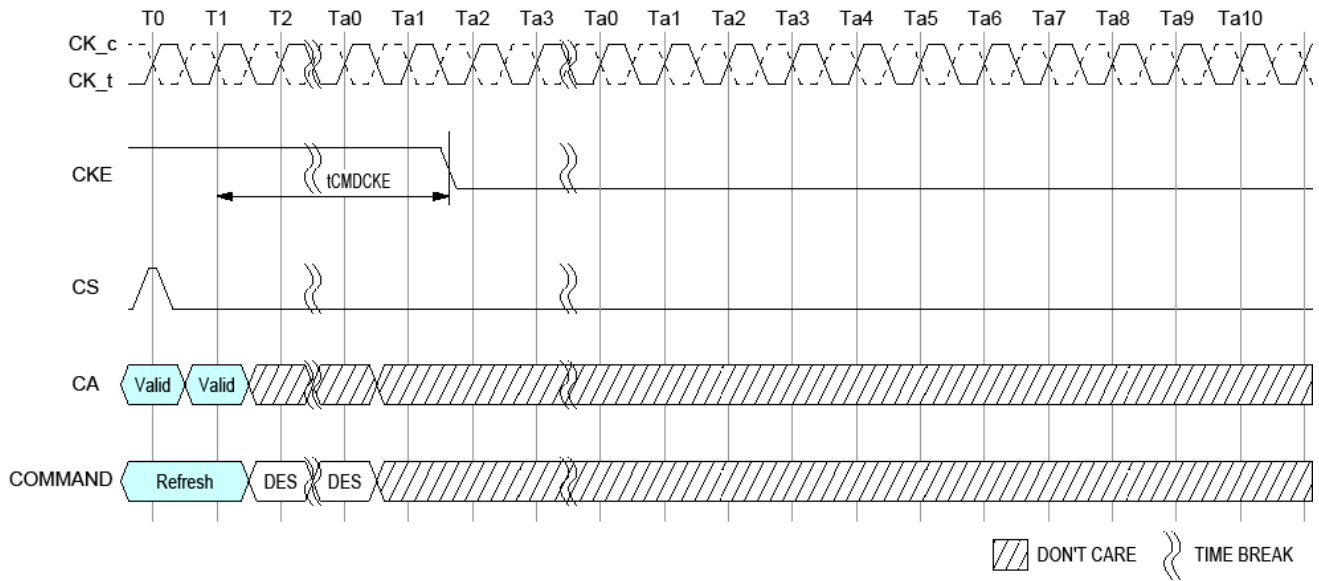 T0 T1 T2 Ta0 Ta1 Ta2 Ta3 Ta0 Ta1 Ta2 Ta3 Ta4 Ta5 Ta6 Ta7 Ta8 Ta9 Ta10
CK_c
CK_t
CKE
tCMDCKE
CS
CA Valid Valid
COMMAND Refresh DES DES
DON'T CARE TIME BREAK